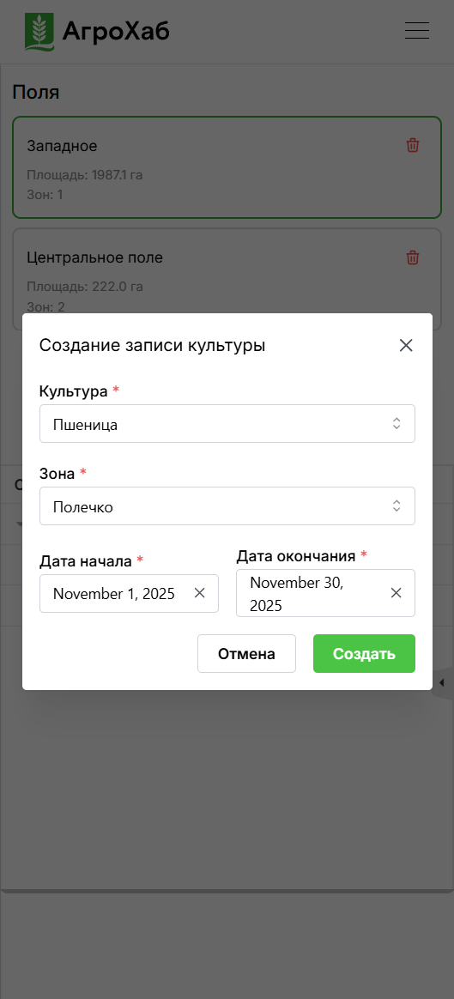 АгроХаб
Поля
Западное
Площадь: 1987.1 га
Зон: 1
Центральное поле
Площадь: 222.0 га
Зон: 2
Создание записи культуры
Культура *
Пшеница
Зона *
Полечко
Дата начала *
November 1, 2025
Дата окончания *
November 30,
2025
Отмена
Создать